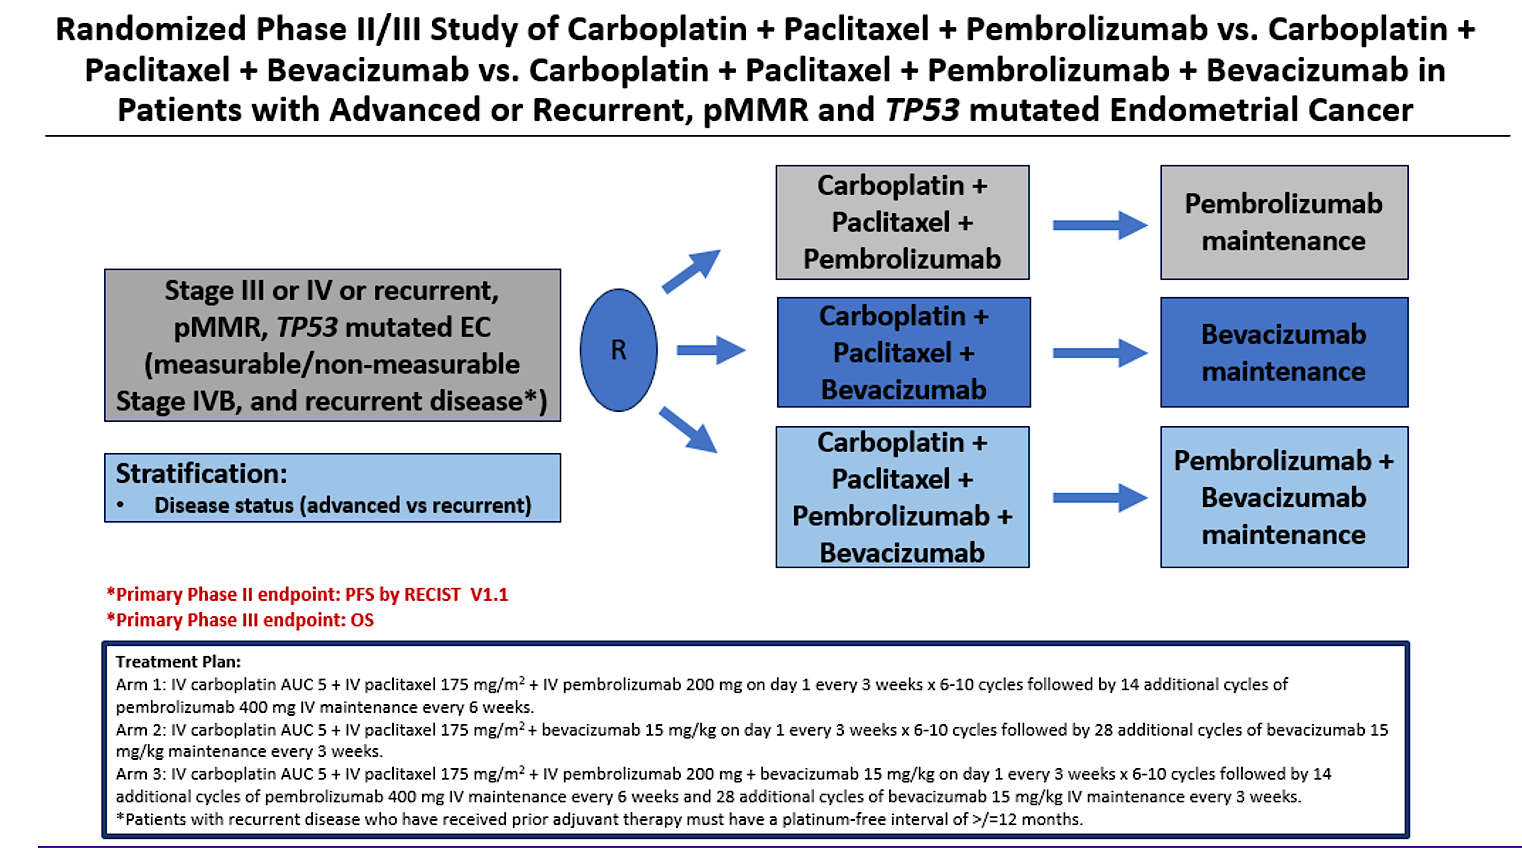 Randomized Phase II/III Study of Carboplatin + Paclitaxel + Pembrolizumab vs. Carboplatin +
Paclitaxel + Bevacizumab vs. Carboplatin + Paclitaxel + Pembrolizumab + Bevacizumab in
Patients with Advanced or Recurrent, pMMR and TP53 mutated Endometrial Cancer
Stage III or IV or recurrent,
pMMR, TP53 mutated EC
(measurable/non-measurable
Stage IVB, and recurrent disease*)
Stratification:
• Disease status (advanced vs recurrent)
R
Carboplatin +
Paclitaxel +
Pembrolizumab
Pembrolizumab
maintenance
Carboplatin +
Paclitaxel +
Bevacizumab
Bevacizumab
maintenance
Carboplatin +
Paclitaxel +
Pembrolizumab +
Bevacizumab
Pembrolizumab +
Bevacizumab
maintenance
*Primary Phase II endpoint: PFS by RECIST V1.1
*Primary Phase III endpoint: OS
Treatment Plan:
Arm 1: IV carboplatin AUC 5 + IV paclitaxel 175 mg/m² + IV pembrolizumab 200 mg on day 1 every 3 weeks x 6-10 cycles followed by 14 additional cycles of
pembrolizumab 400 mg IV maintenance every 6 weeks.
Arm 2: IV carboplatin AUC 5 + IV paclitaxel 175 mg/m² + bevacizumab 15 mg/kg on day 1 every 3 weeks x 6-10 cycles followed by 28 additional cycles of bevacizumab 15
mg/kg maintenance every 3 weeks.
Arm 3: IV carboplatin AUC 5 + IV paclitaxel 175 mg/m² + IV pembrolizumab 200 mg + bevacizumab 15 mg/kg on day 1 every 3 weeks x 6-10 cycles followed by 14
additional cycles of pembrolizumab 400 mg IV maintenance every 6 weeks and 28 additional cycles of bevacizumab 15 mg/kg IV maintenance every 3 weeks.
*Patients with recurrent disease who have received prior adjuvant therapy must have a platinum-free interval of >/=12 months.